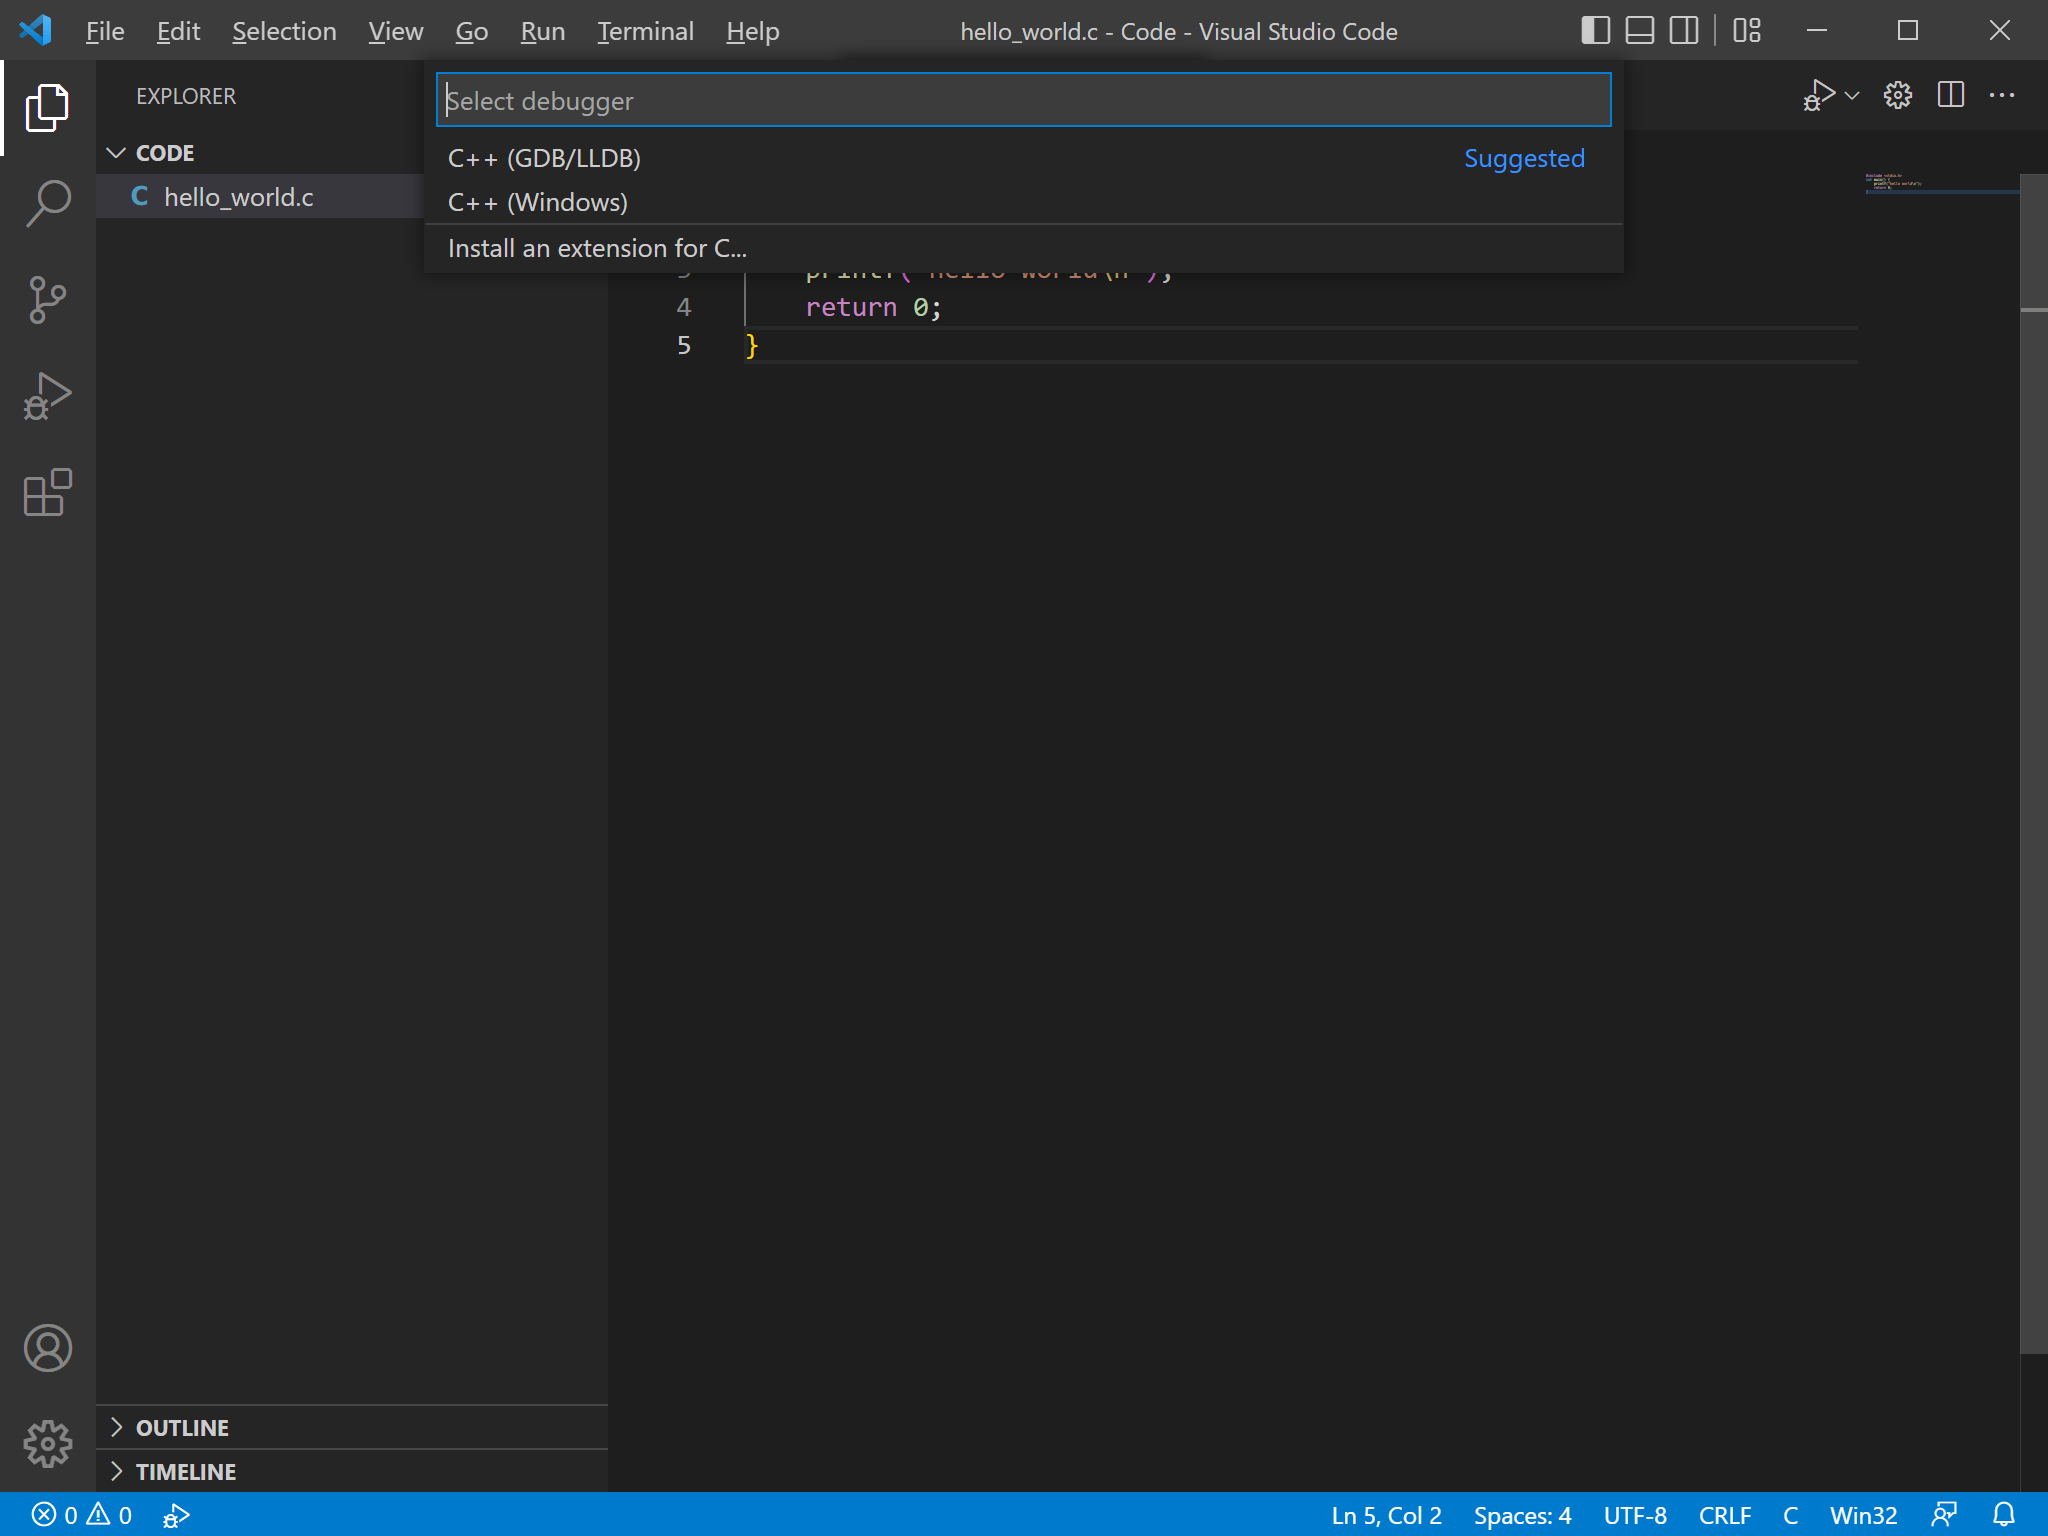 File Edit Selection View Go Run Terminal Help hello_world.c - Code - Visual Studio Code
EXPLORER
Select debugger
CODE
C++ (GDB/LLDB) Suggested
C hello_world.c
C++ (Windows)
Install an extension for C...
4 return 0;
5 }
OUTLINE
TIMELINE
0 0 Ln 5, Col 2 Spaces: 4 UTF-8 CRLF C Win32